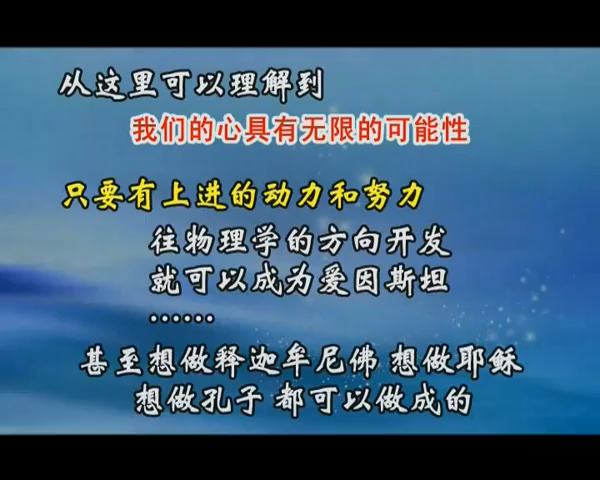 从这里可以理解到
我们的心具有无限的可能性
只要有上进的动力和努力
往物理学的方向开发
就可以成为爱因斯坦
……
甚至想做释迦牟尼佛 想做耶稣
想做孔子 都可以做成的